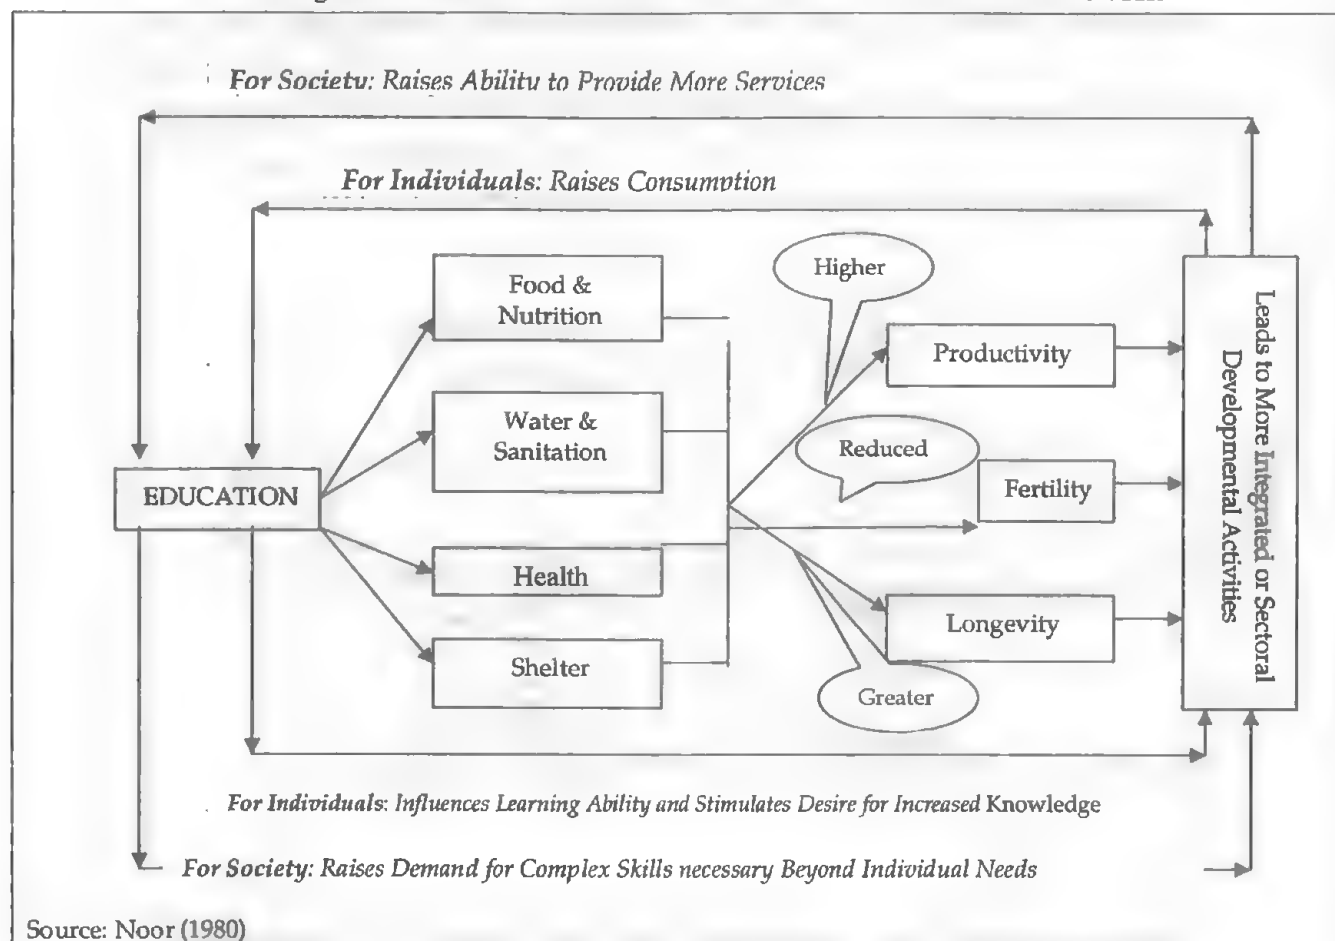 For Societu: Raises Abilitu to Provide More Services
For Individuals: Raises Consumption
Higher
Food &
Nutrition
Productivity
Water &
Sanitation
Reduced
EDUCATION
Fertility
Health
Longevity
Shelter
Greater
Leads to More Integrated or Sectoral
Developmental Activities
For Individuals: Influences Learning Ability and Stimulates Desire for Increased Knowledge
For Society: Raises Demand for Complex Skills necessary Beyond Individual Needs
Source: Noor (1980)